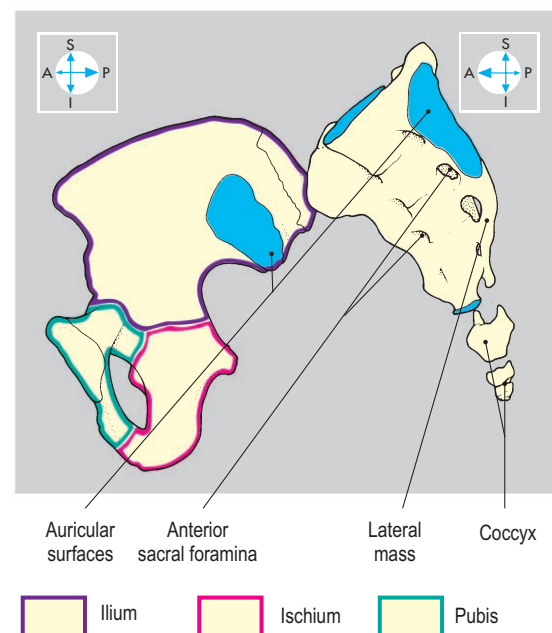 S
A P
I
S
A P
I
Auricular
surfaces
Anterior
sacral foramina
Lateral
mass
Coccyx
Ilium
Ischium
Pubis